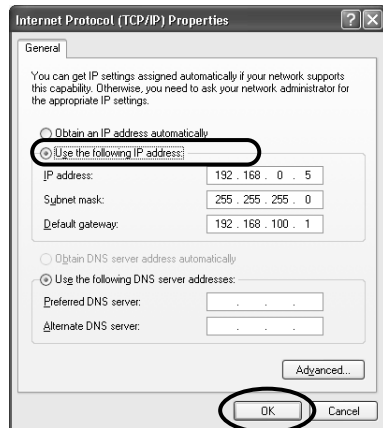 Internet Protocol (TCP/IP) Properties
General
You can get IP settings assigned automatically if your network supports
this capability. Otherwise, you need to ask your network administrator for
the appropriate IP settings.
Obtain an IP address automatically
Use the following IP address:
IP address: 192 . 168 . 0 . 5
Subnet mask: 255 . 255 . 255 . 0
Default gateway: 192 . 168 . 100 . 1
Obtain DNS server address automatically
Use the following DNS server addresses:
Preferred DNS server: . . .
Alternate DNS server: . . .
Advanced...
OK Cancel